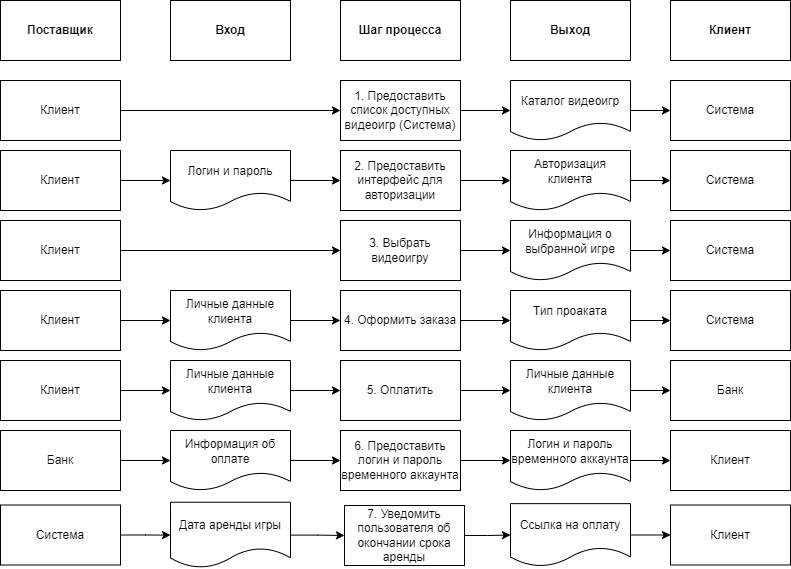 Поставщик
Вход
Шаг процесса
Выход
Клиент
Клиент
1. Предоставить
список доступных
видеоигр (Система)
Каталог видеоигр
Система
Клиент
Логин и пароль
2. Предоставить
интерфейс для
авторизации
Авторизация
клиента
Система
Клиент
3. Выбрать
видеоигру
Информация о
выбранной игре
Система
Клиент
Личные данные
клиента
4. Оформить заказа
Тип проаката
Система
Клиент
Личные данные
клиента
5. Оплатить
Личные данные
клиента
Банк
Банк
Информация об
оплате
6. Предоставить
логин и пароль
временного аккаунта
Логин и пароль
временного аккаунта
Клиент
Система
Дата аренды игры
7. Уведомить
пользователя об
окончании срока
аренды
Ссылка на оплату
Клиент